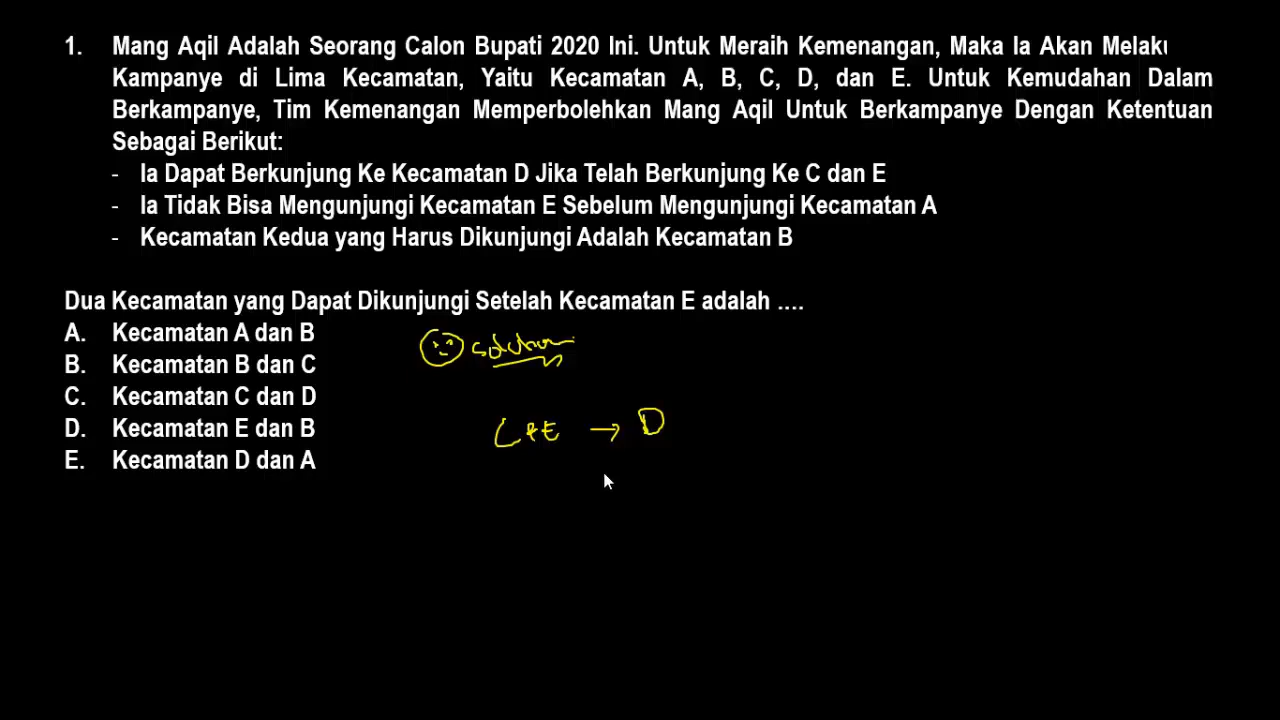 1. Mang Aqil Adalah Seorang Calon Bupati 2020 Ini. Untuk Meraih Kemenangan, Maka Ia Akan Melaku
Kampanye di Lima Kecamatan, Yaitu Kecamatan A, B, C, D, dan E. Untuk Kemudahan Dalam
Berkampanye, Tim Kemenangan Memperbolehkan Mang Aqil Untuk Berkampanye Dengan Ketentuan
Sebagai Berikut:
- Ia Dapat Berkunjung Ke Kecamatan D Jika Telah Berkunjung Ke C dan E
- Ia Tidak Bisa Mengunjungi Kecamatan E Sebelum Mengunjungi Kecamatan A
- Kecamatan Kedua yang Harus Dikunjungi Adalah Kecamatan B
Dua Kecamatan yang Dapat Dikunjungi Setelah Kecamatan E adalah ....
A. Kecamatan A dan B
B. Kecamatan B dan C
C. Kecamatan C dan D
D. Kecamatan E dan B
E. Kecamatan D dan A
C & E → D